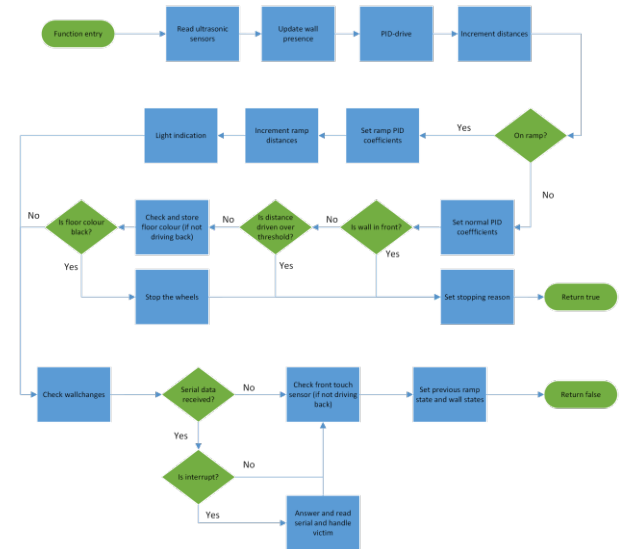 Function entry
Read ultrasonic
sensors
Update wall
presence
PID-drive
Increment distances
Light indication
Increment ramp
distances
Set ramp PID
coefficients
Yes
On ramp?
No
No
Is floor colour
black?
Check and store
floor colour (if not
driving back)
No
Is distance
driven over
threshold?
No
Is wall in front?
Set normal PID
coeffficients
Yes
Yes
Yes
Stop the wheels
Set stopping reason
Return true
Check wallchanges
Serial data
received?
No
Check front touch
sensor (if not driving
back)
Set previous ramp
state and wall states
Return false
Yes
Is interrupt?
No
Yes
Answer and read
serial and handle
victim